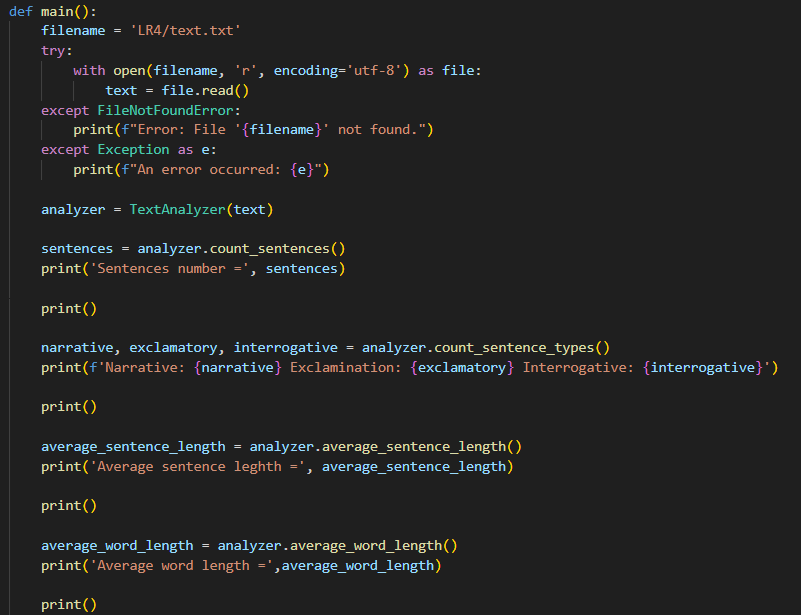 def main():
    filename = 'LR4/text.txt'
    try:
        with open(filename, 'r', encoding='utf-8') as file:
            text = file.read()
    except FileNotFoundError:
        print(f"Error: File '{filename}' not found.")
    except Exception as e:
        print(f"An error occurred: {e}")
    analyzer = TextAnalyzer(text)
    sentences = analyzer.count_sentences()
    print('Sentences number =', sentences)
    print()
    narrative, exclamatory, interrogative = analyzer.count_sentence_types()
    print(f'Narrative: {narrative} Exclamination: {exclamatory} Interrogative: {interrogative}')
    print()
    average_sentence_length = analyzer.average_sentence_length()
    print('Average sentence leghth =', average_sentence_length)
    print()
    average_word_length = analyzer.average_word_length()
    print('Average word length =',average_word_length)
    print()